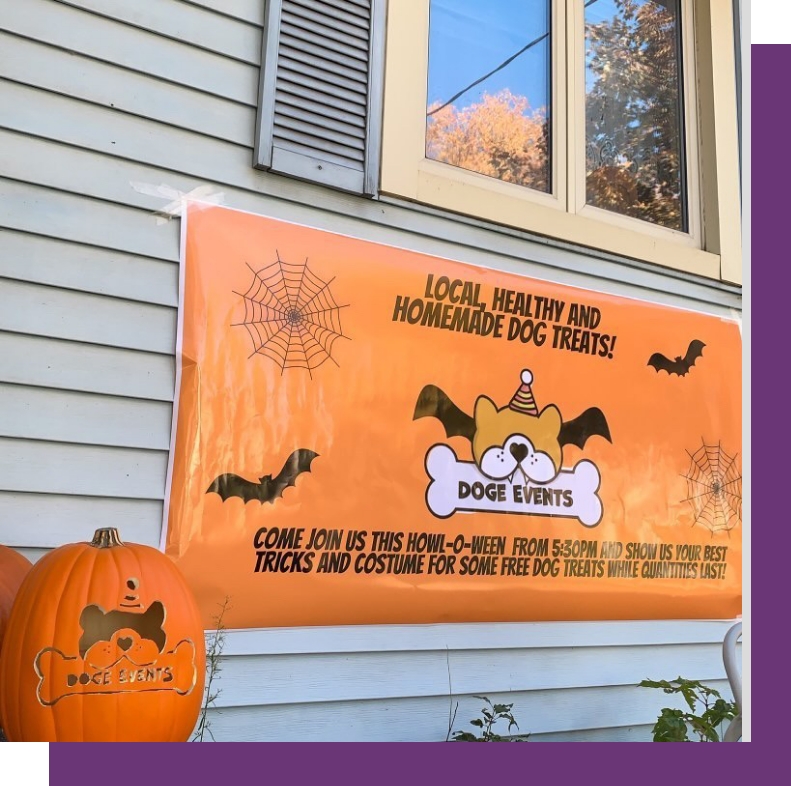 LOCAL, HEALTHY AND
HOMEMADE DOG TREATS!
DOGE EVENTS
COME JOIN US THIS HOWL-O-WEEN FROM 5:30PM AND SHOW US YOUR BEST
TRICKS AND COSTUME FOR SOME FREE DOG TREATS WHILE QUANTITIES LAST!
DOGE EVENTS